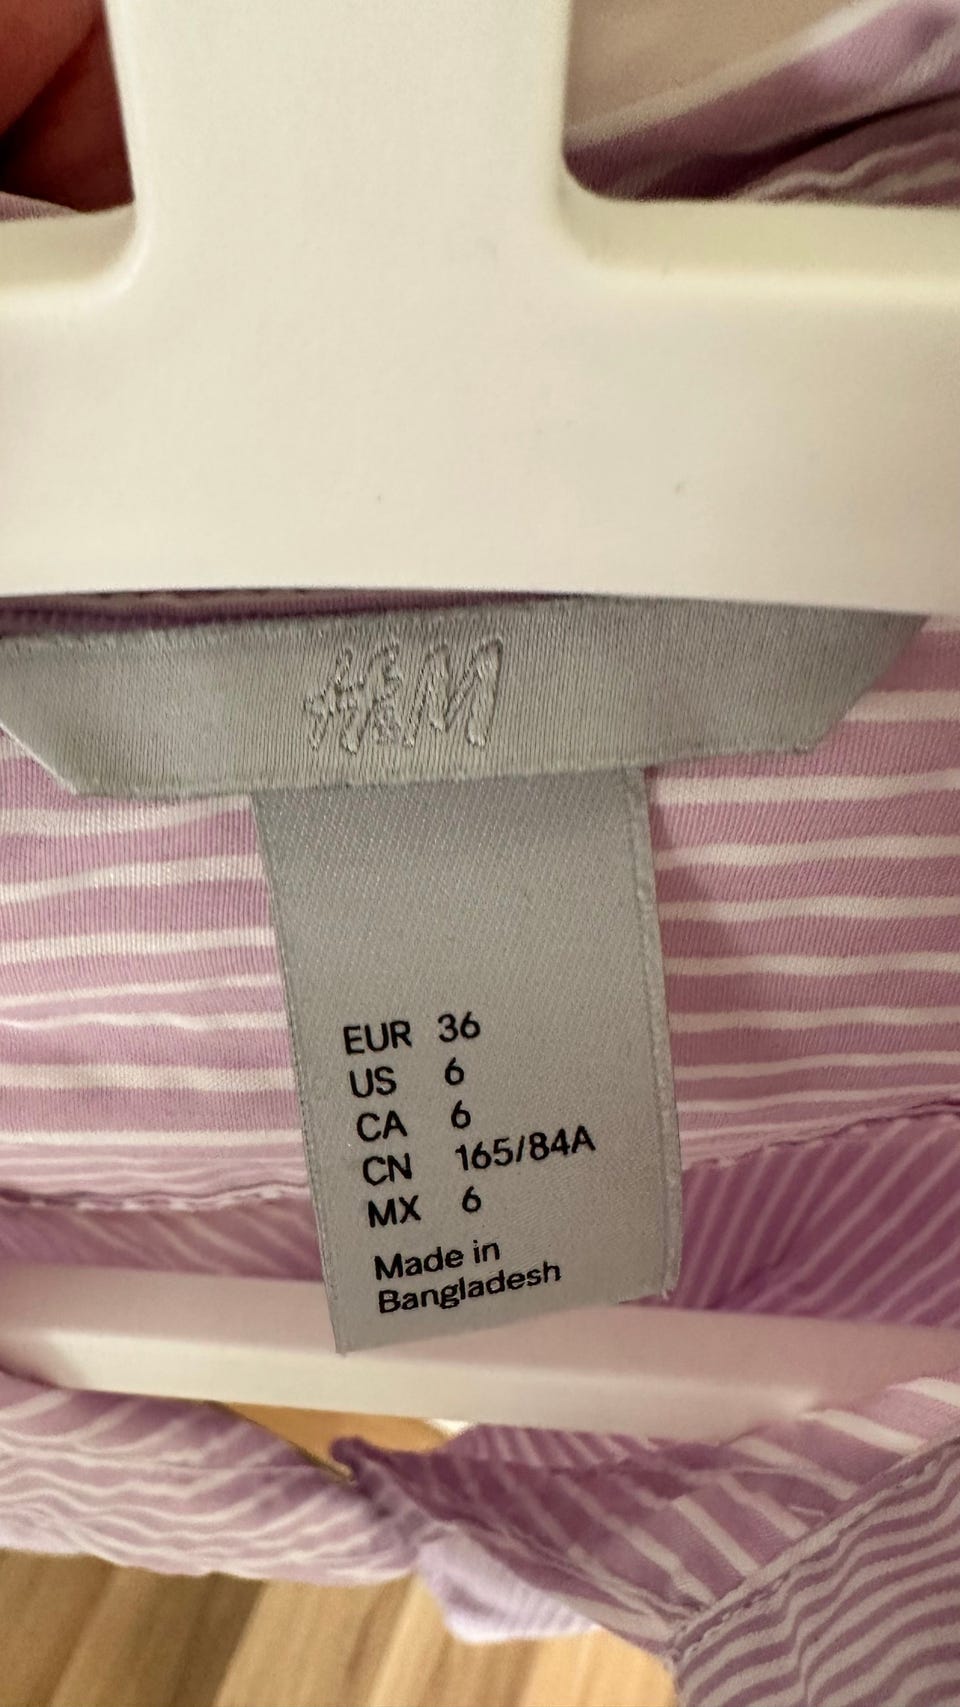 H&M
EUR 36
US 6
CA 6
CN 165/84A
MX 6
Made in
Bangladesh